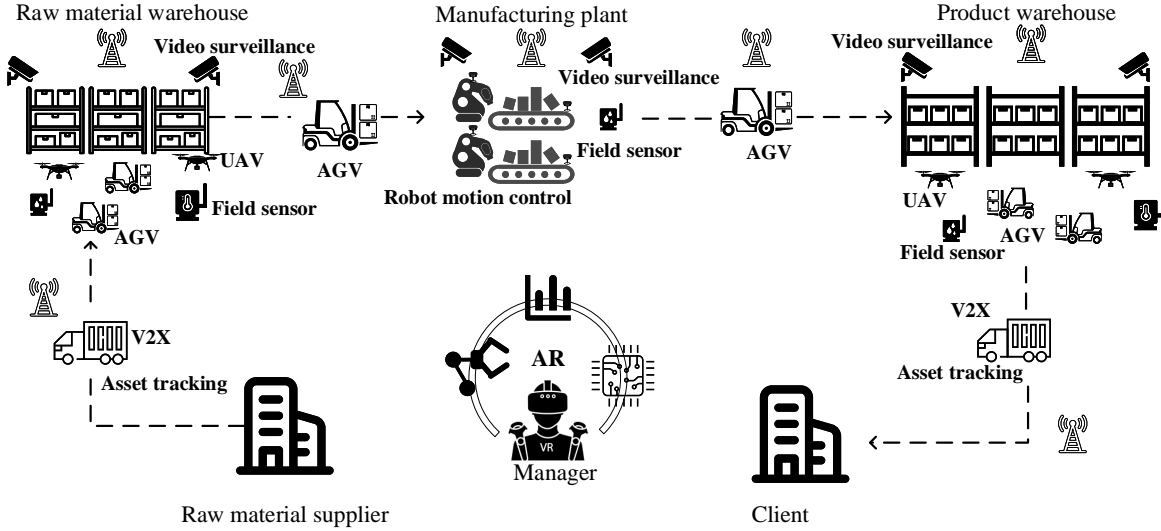 Raw material warehouse
Manufacturing plant
Product warehouse
Video surveillance
Video surveillance
Video surveillance
UAV
AGV
Field sensor
AGV
Robot motion control
Field sensor
AGV
UAV
AGV
Field sensor
V2X
Asset tracking
AR
VR
Manager
V2X
Asset tracking
Raw material supplier
Client